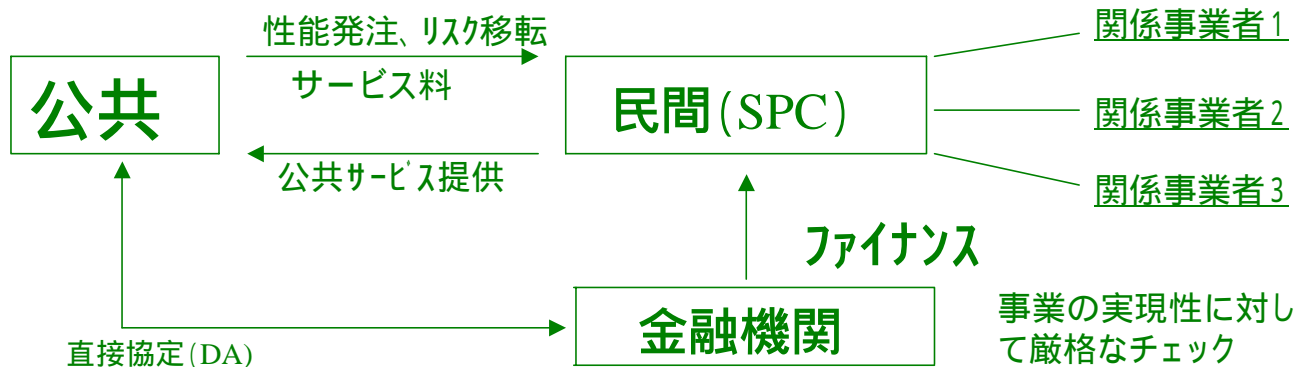 性能発注、リスク移転
サービス料
公共
公共サービス提供
民間(SPC)
関係事業者1
関係事業者2
関係事業者3
ファイナンス
金融機関
直接協定(DA)
事業の実現性に対し
て厳格なチェック